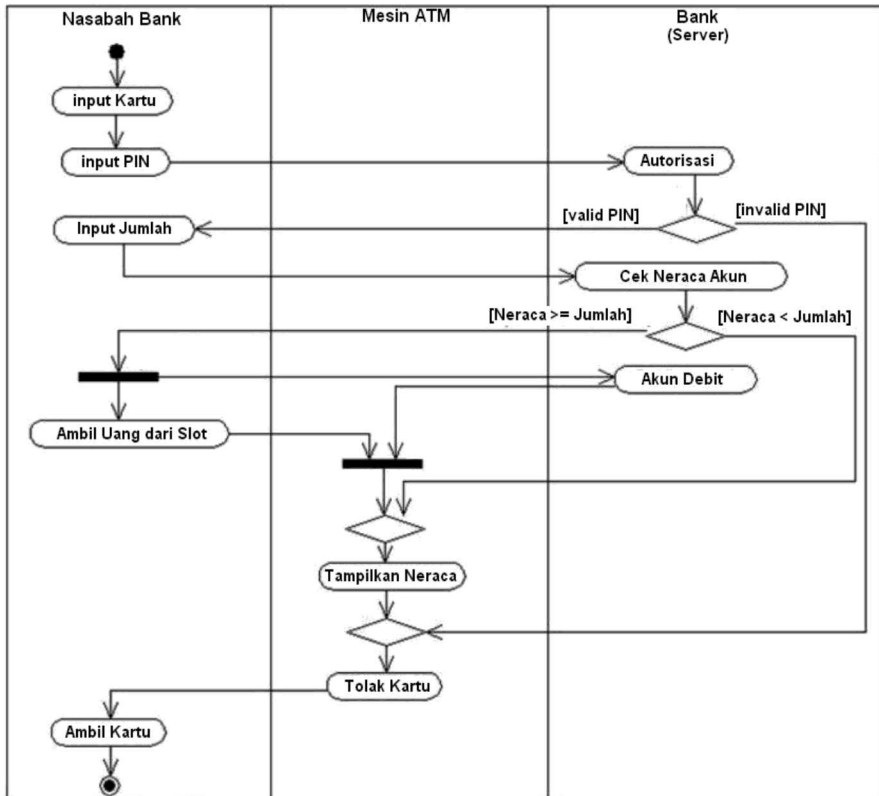 Nasabah Bank
Mesin ATM
Bank
(Server)
input Kartu
input PIN
Autorisasi
[valid PIN]
[invalid PIN]
Input Jumlah
Cek Neraca Akun
[Neraca >= Jumlah]
[Neraca < Jumlah]
Akun Debit
Ambil Uang dari Slot
Tampilkan Neraca
Tolak Kartu
Ambil Kartu